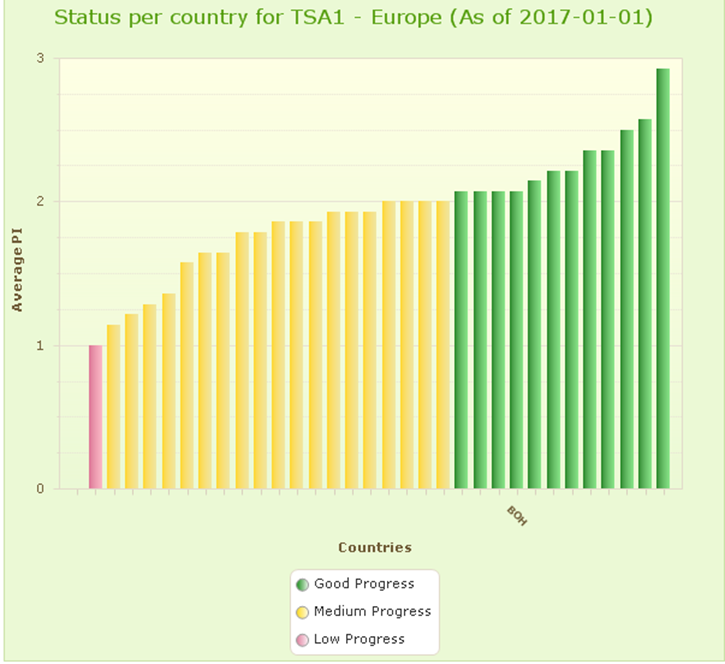 Status per country for TSA1 - Europe (As of 2017-01-01)
3
2
1
0
Average PI
BOH
Countries
Good Progress
Medium Progress
Low Progress